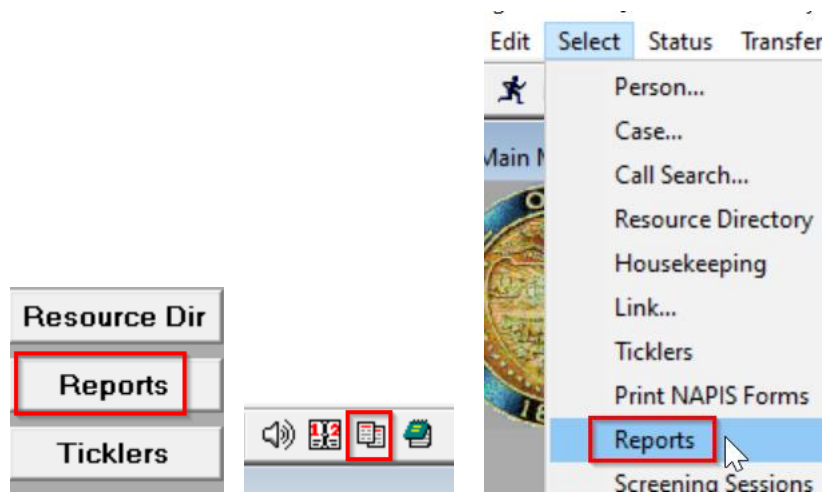 Resource Dir
Reports
Ticklers
Edit Select Status Transfer
Person...
Case...
Call Search...
Resource Directory
Housekeeping
Link...
Ticklers
Print NAPIS Forms
Reports
Screening Sessions